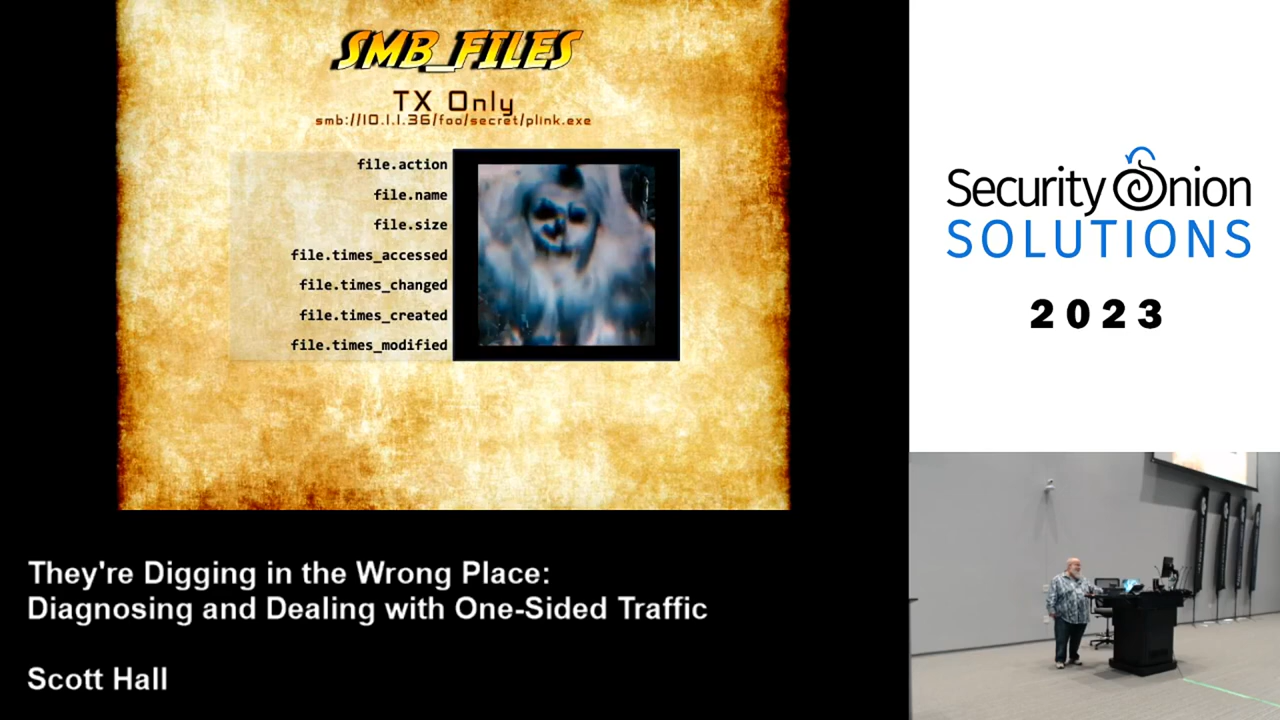 SMB_FILES
TX Only
smb://10.1.1.36/foo/secret/plink.exe
file.action
file.name
file.size
file.times_accessed
file.times_changed
file.times_created
file.times_modified
Security Onion
SOLUTIONS
2023
They're Digging in the Wrong Place:
Diagnosing and Dealing with One-Sided Traffic
Scott Hall